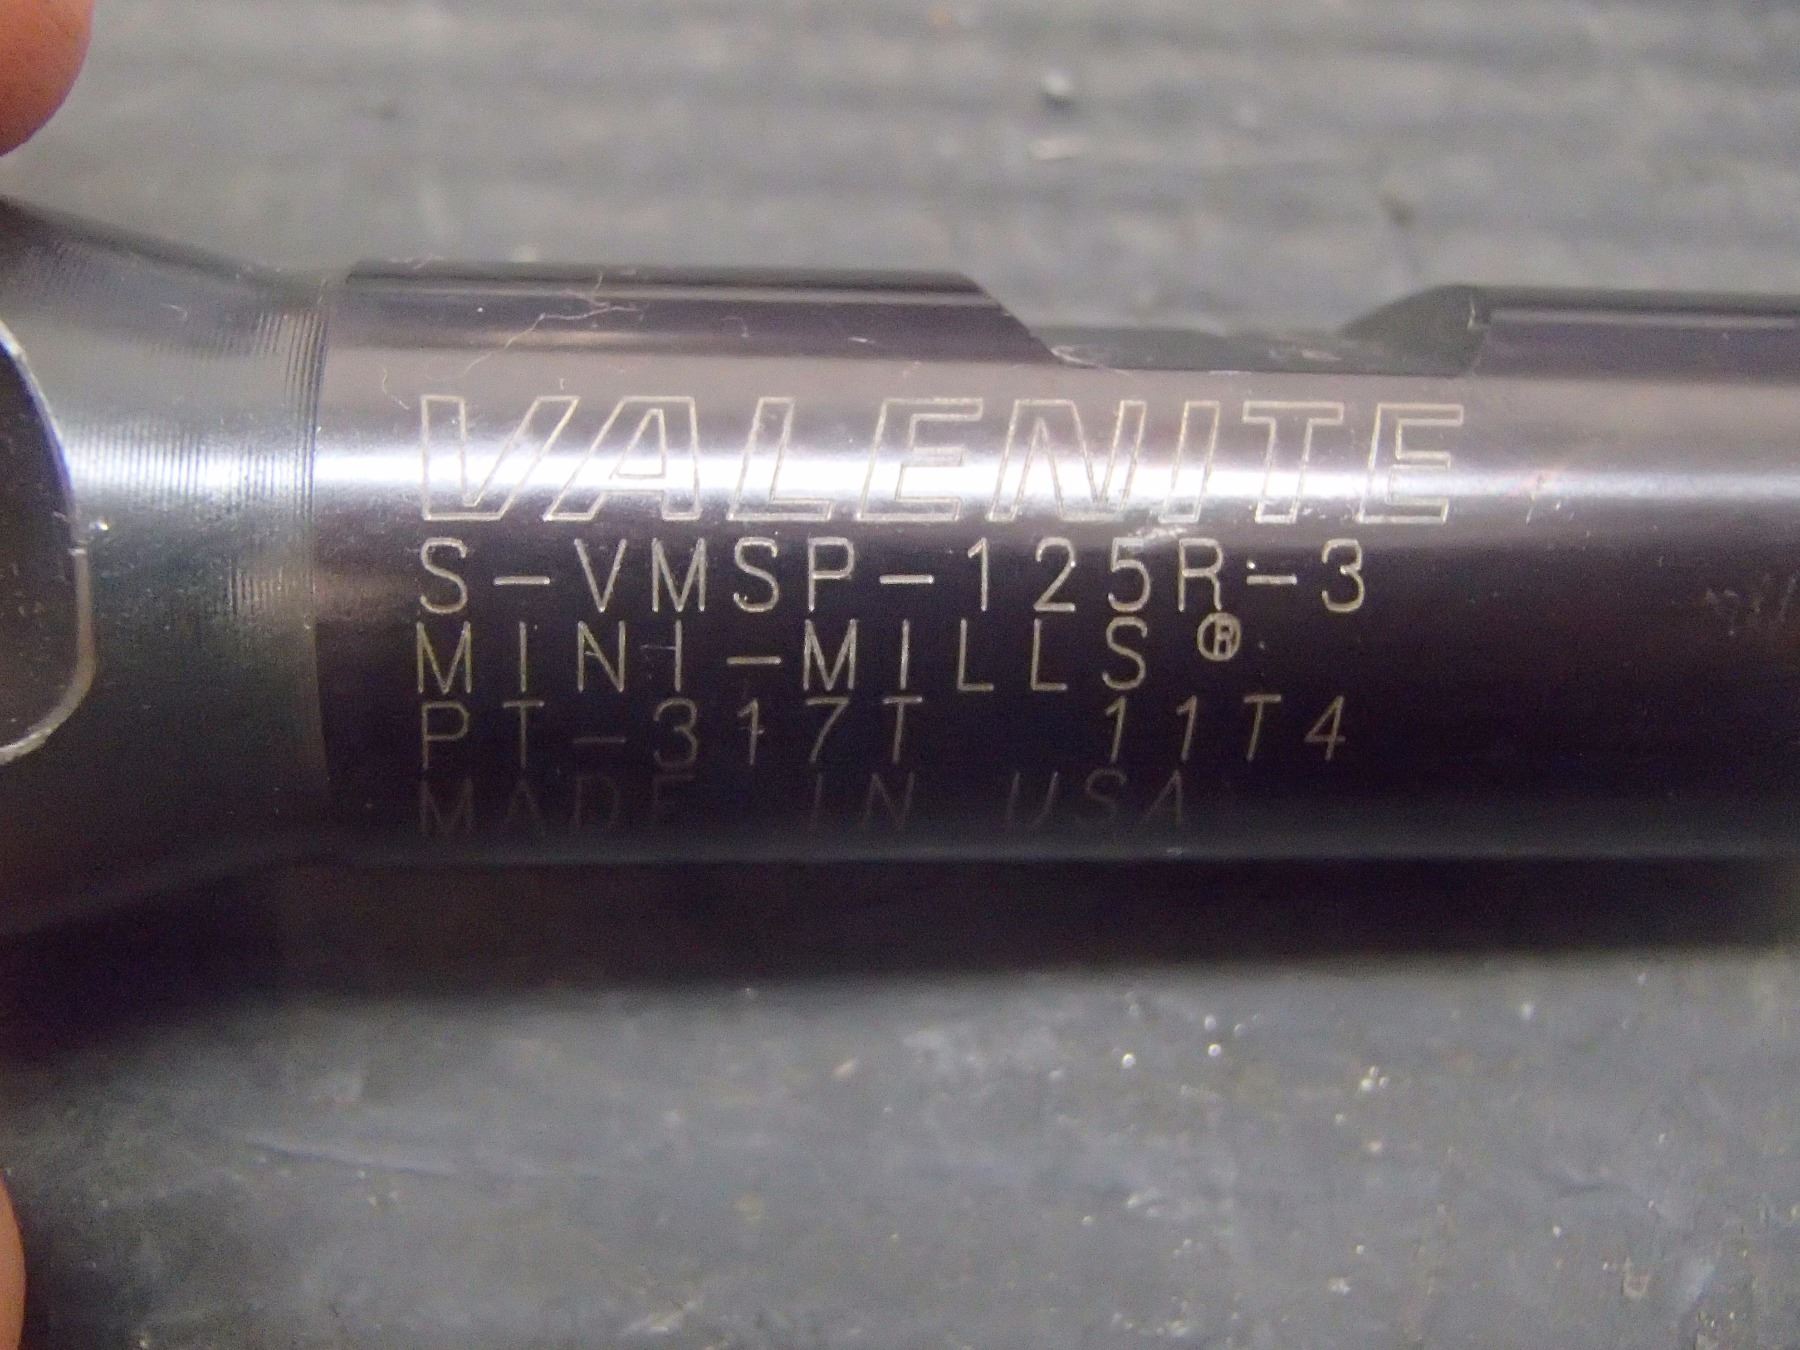 VALENITE
S-VMSP-125R-3
MINI-MILLS®
PT-317T 11T4
MADE IN USA